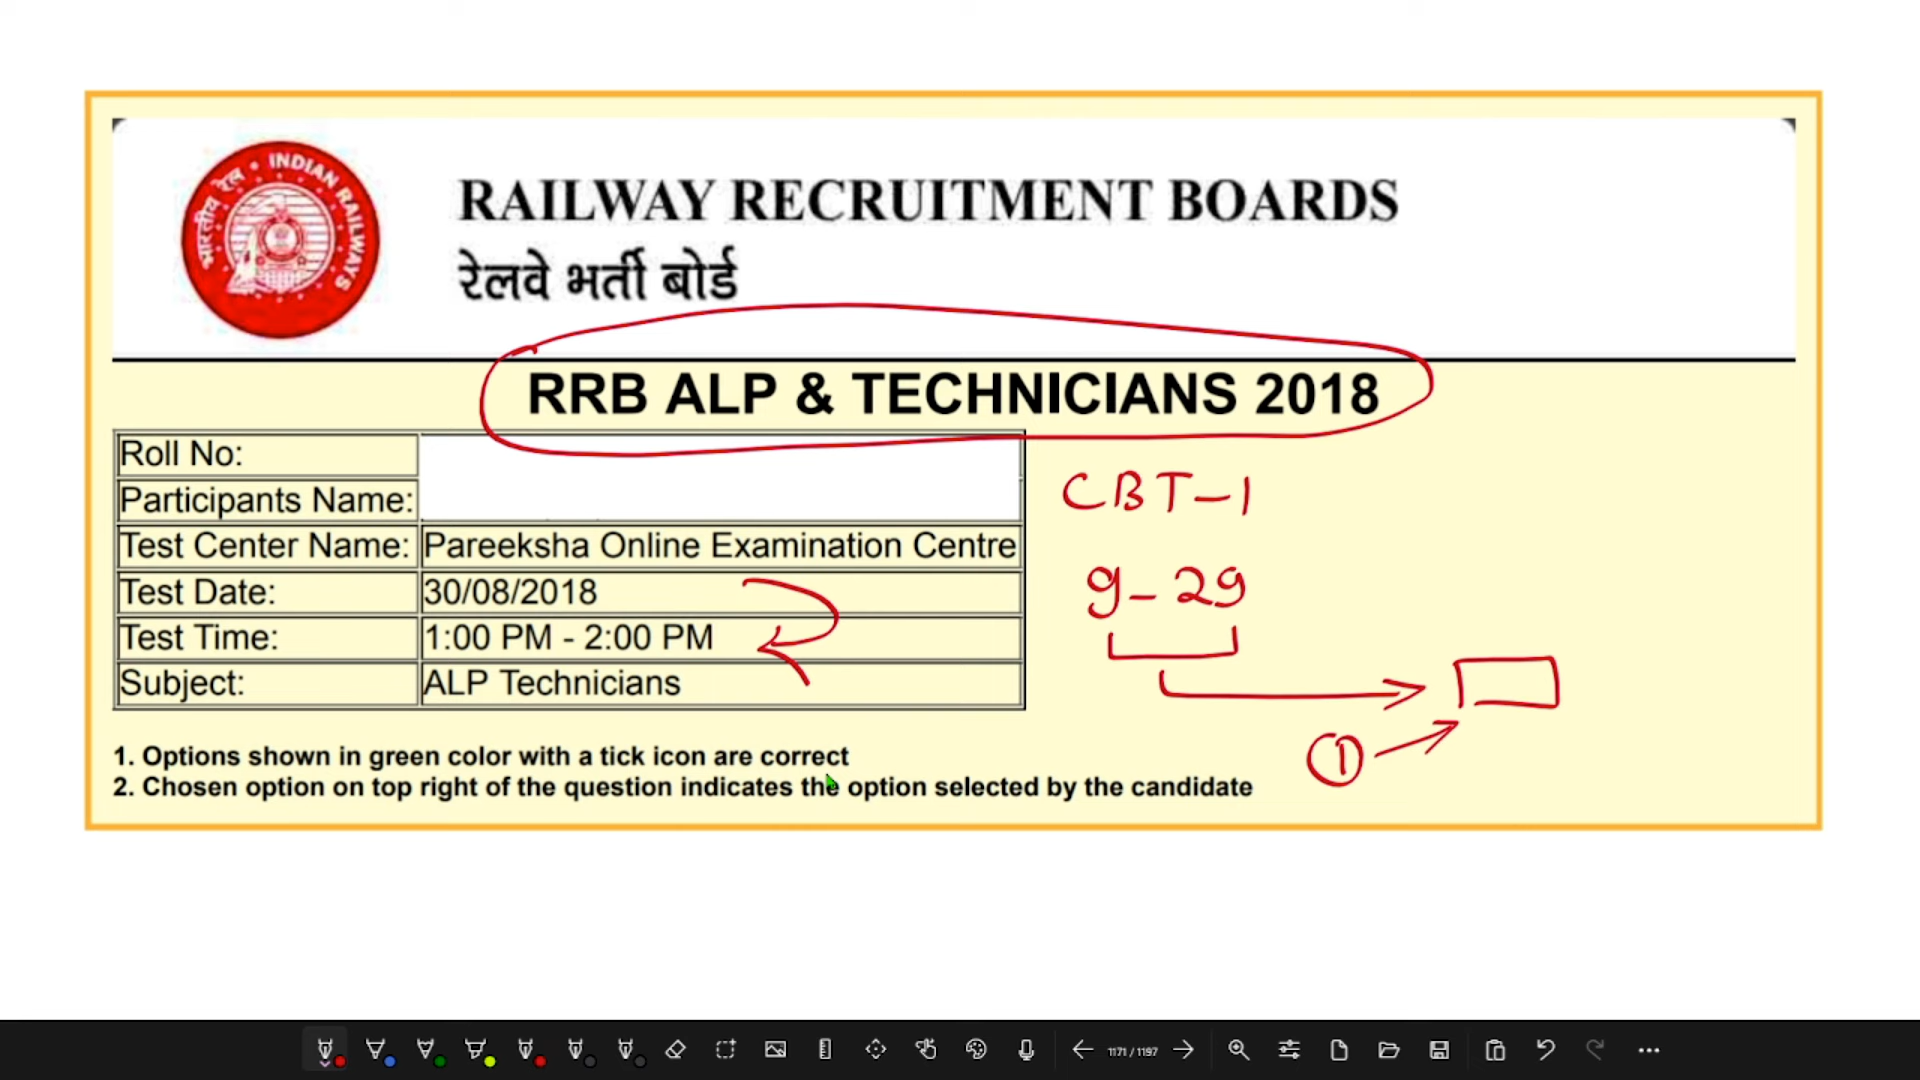 भारतीय रेल • INDIAN RAILWAYS
RAILWAY RECRUITMENT BOARDS
रेलवे भर्ती बोर्ड
RRB ALP & TECHNICIANS 2018
Roll No:
Participants Name:
Test Center Name: Pareeksha Online Examination Centre
Test Date: 30/08/2018
Test Time: 1:00 PM - 2:00 PM
Subject: ALP Technicians
CBT-1
9-29
1
1. Options shown in green color with a tick icon are correct
2. Chosen option on top right of the question indicates the option selected by the candidate
1171 / 1197